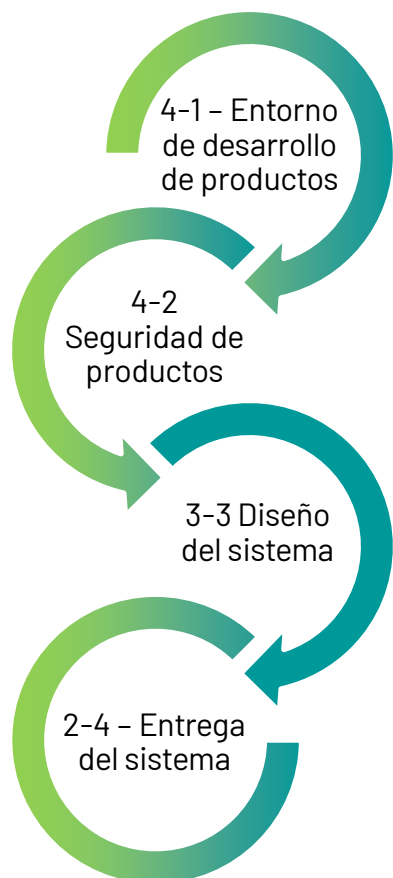 4-1 – Entorno
de desarrollo
de productos
4-2
Seguridad de
productos
3-3 Diseño
del sistema
2-4 – Entrega
del sistema